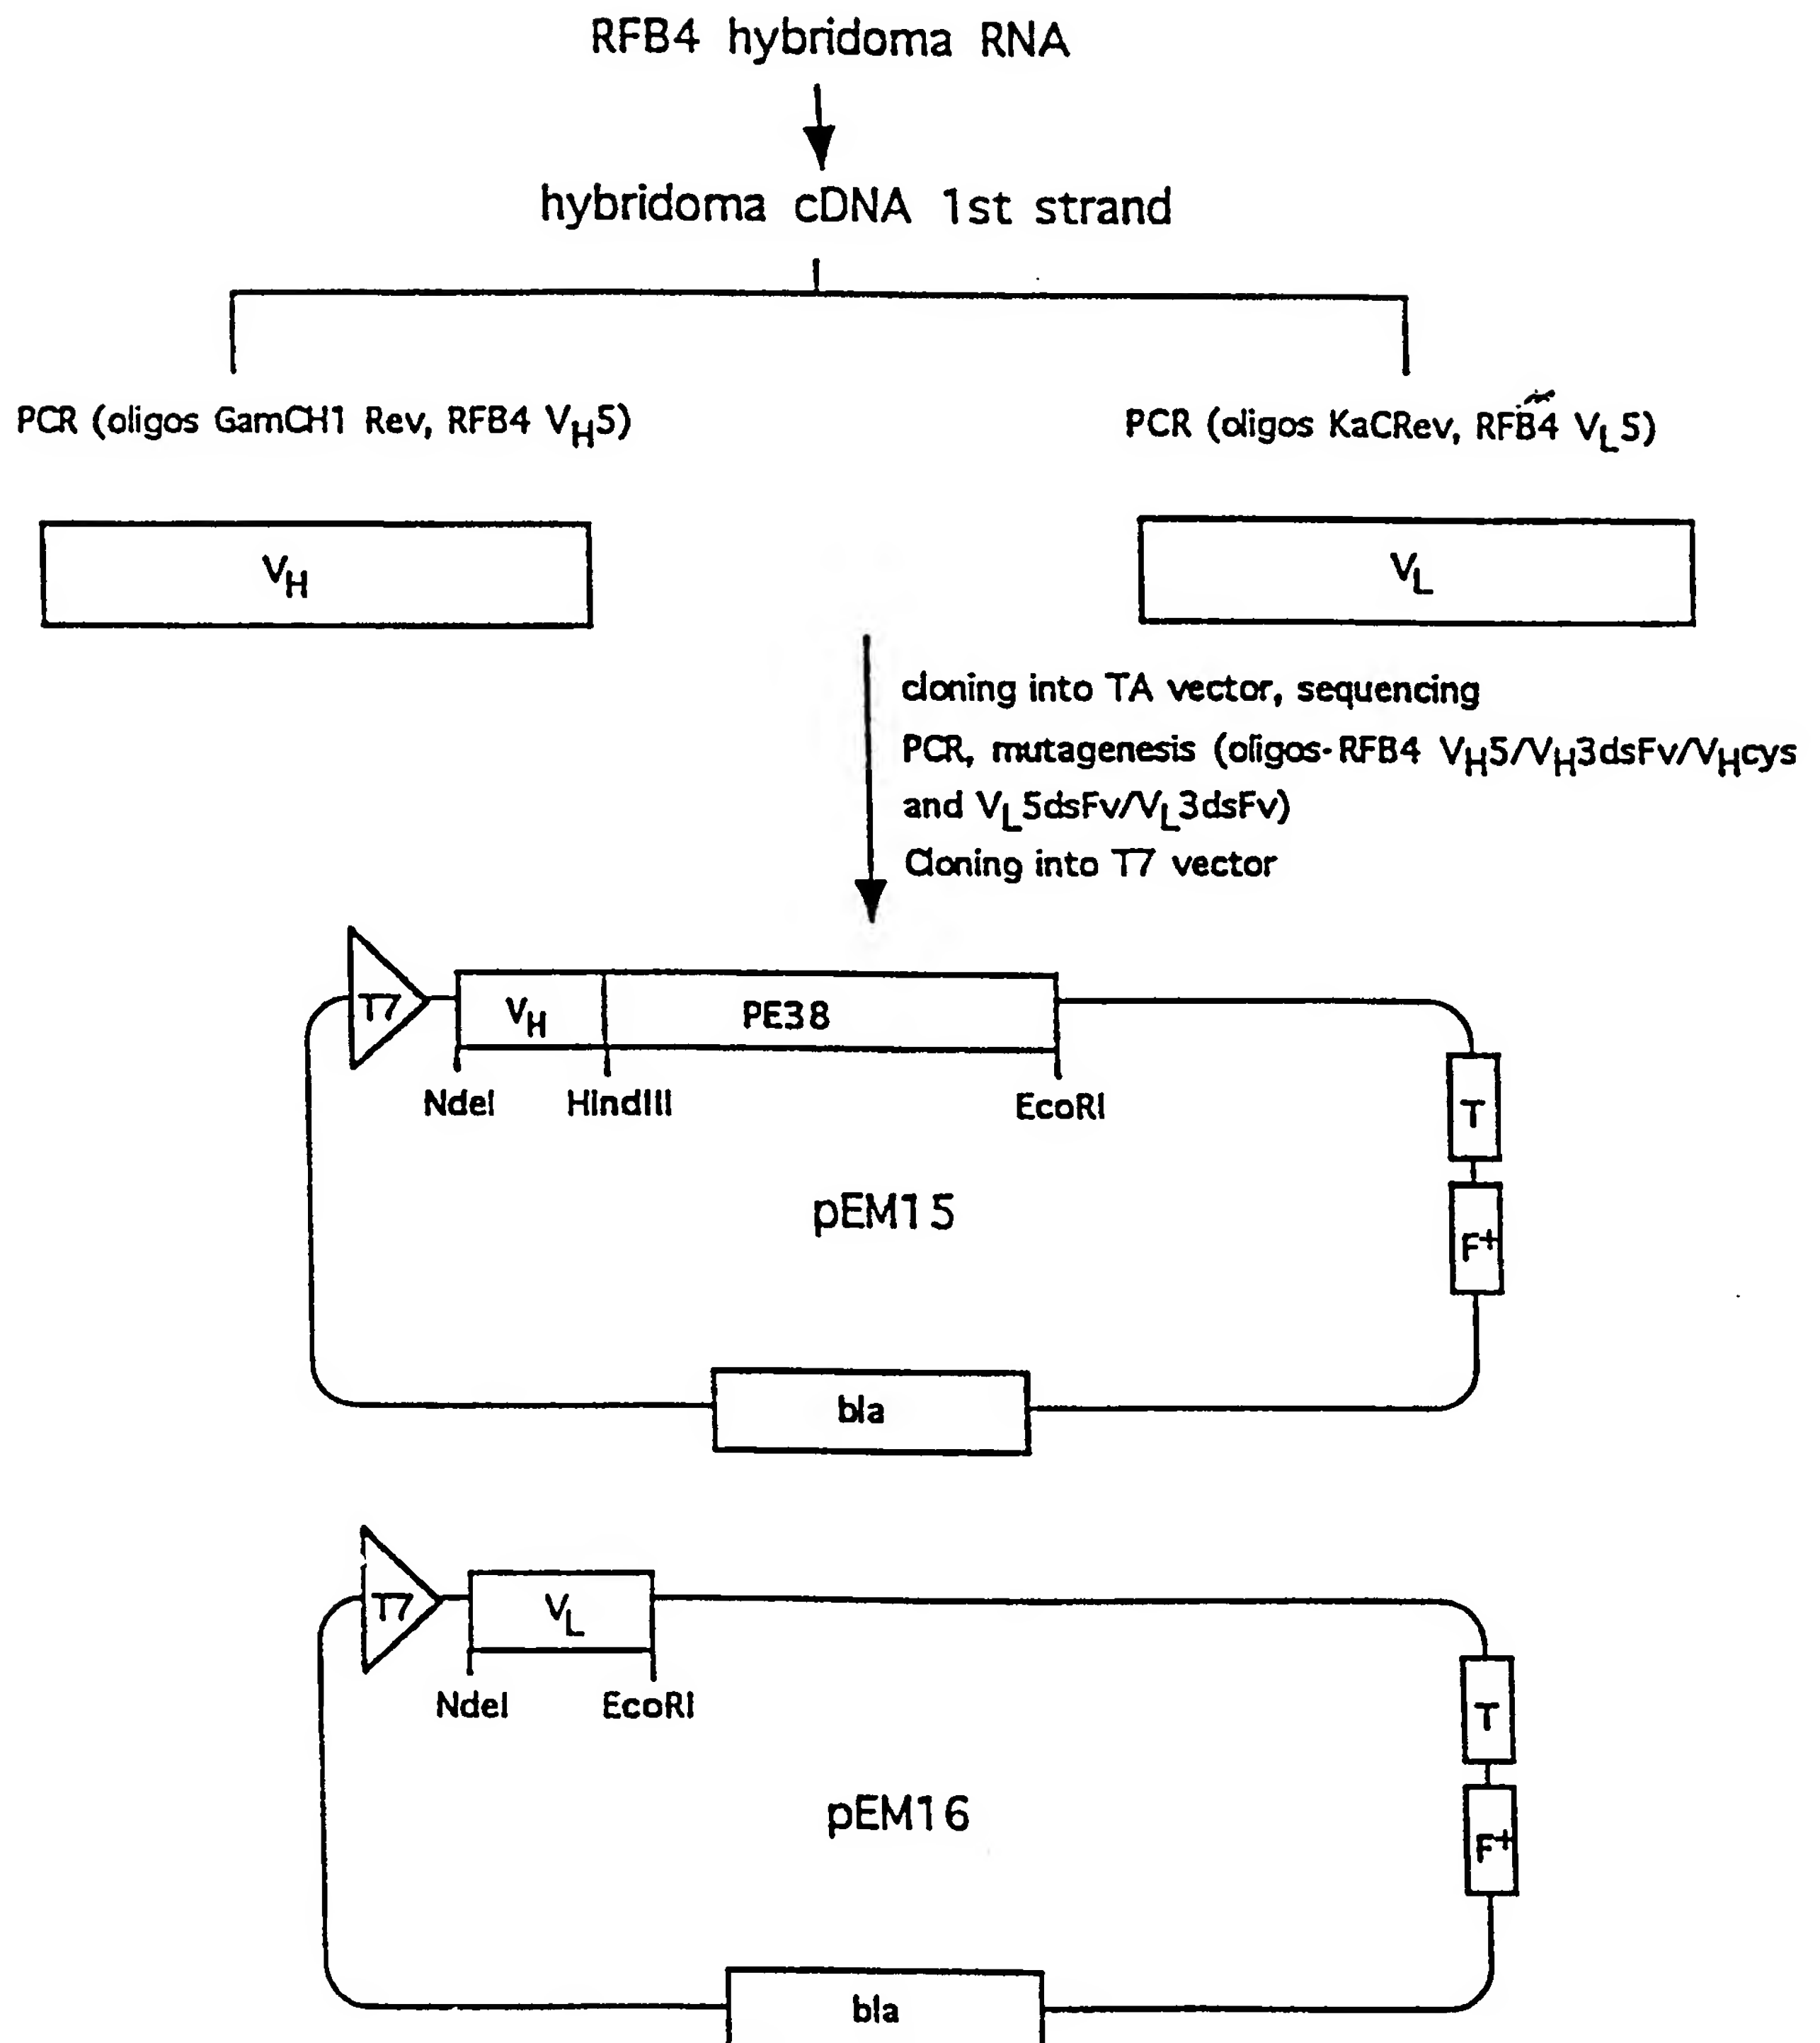 RFB4 hybridoma RNA
hybridoma cDNA 1st strand
PCR (oligos GamCH1 Rev, RFB4 VH5)
PCR (oligos KaCRev, RFB4 VL5)
VH
VL
cloning into TA vector, sequencing
PCR, mutagenesis (oligos-RFB4 VH5/VH3dsFv/VHcys
and VL5dsFv/VL3dsFv)
Cloning into T7 vector
T7
VH
PE38
NdeI
HindIII
EcoRI
T
pEM15
F+
bla
T7
VL
NdeI
EcoRI
T
pEM16
F+
bla